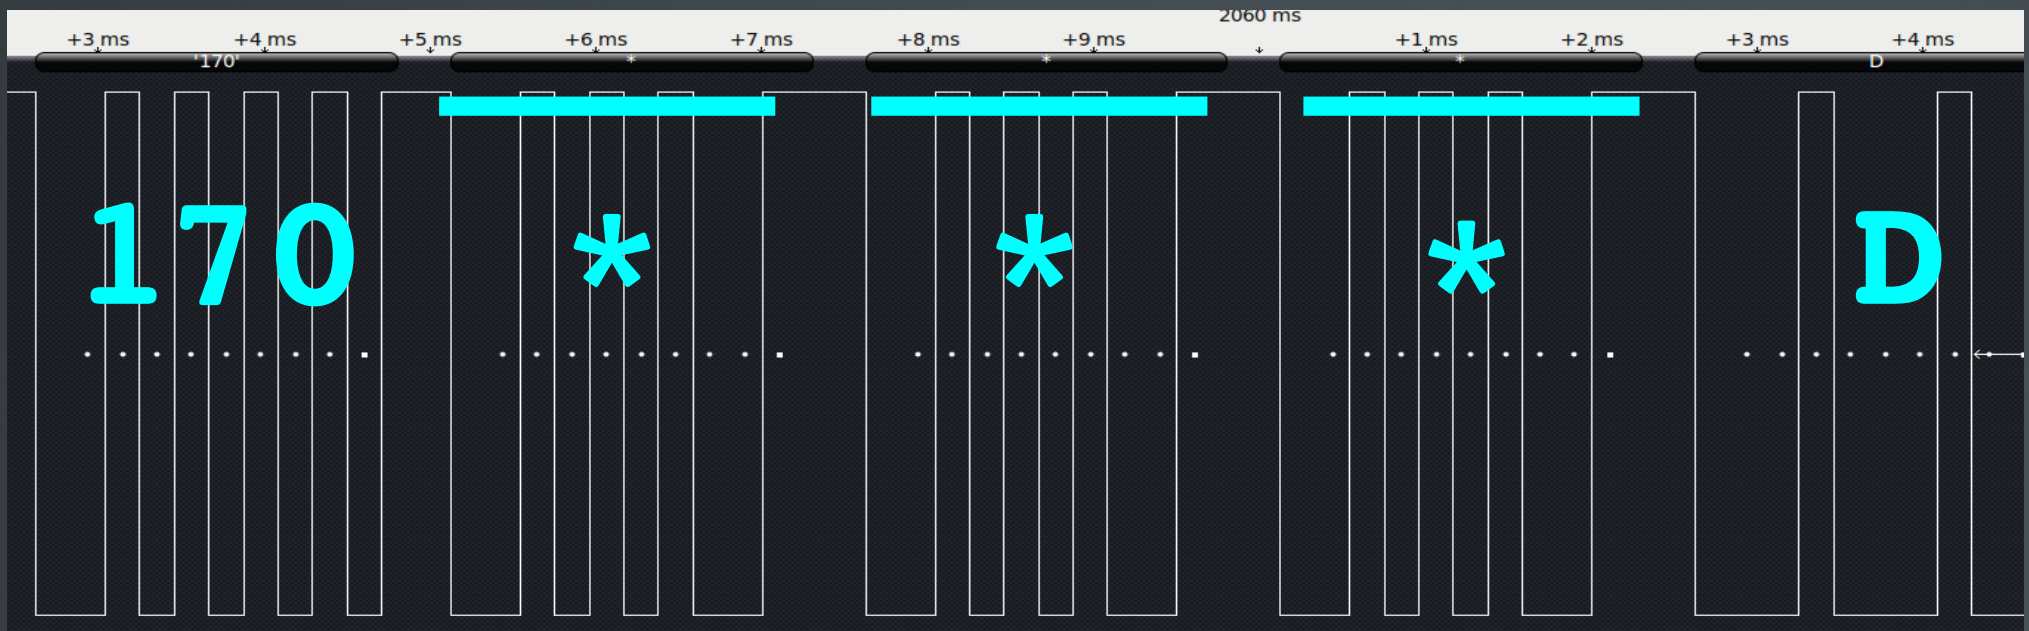 2060 ms
+3 ms +4 ms +5 ms +6 ms +7 ms +8 ms +9 ms +1 ms +2 ms +3 ms +4 ms
'170' * * * D
170 * * * D